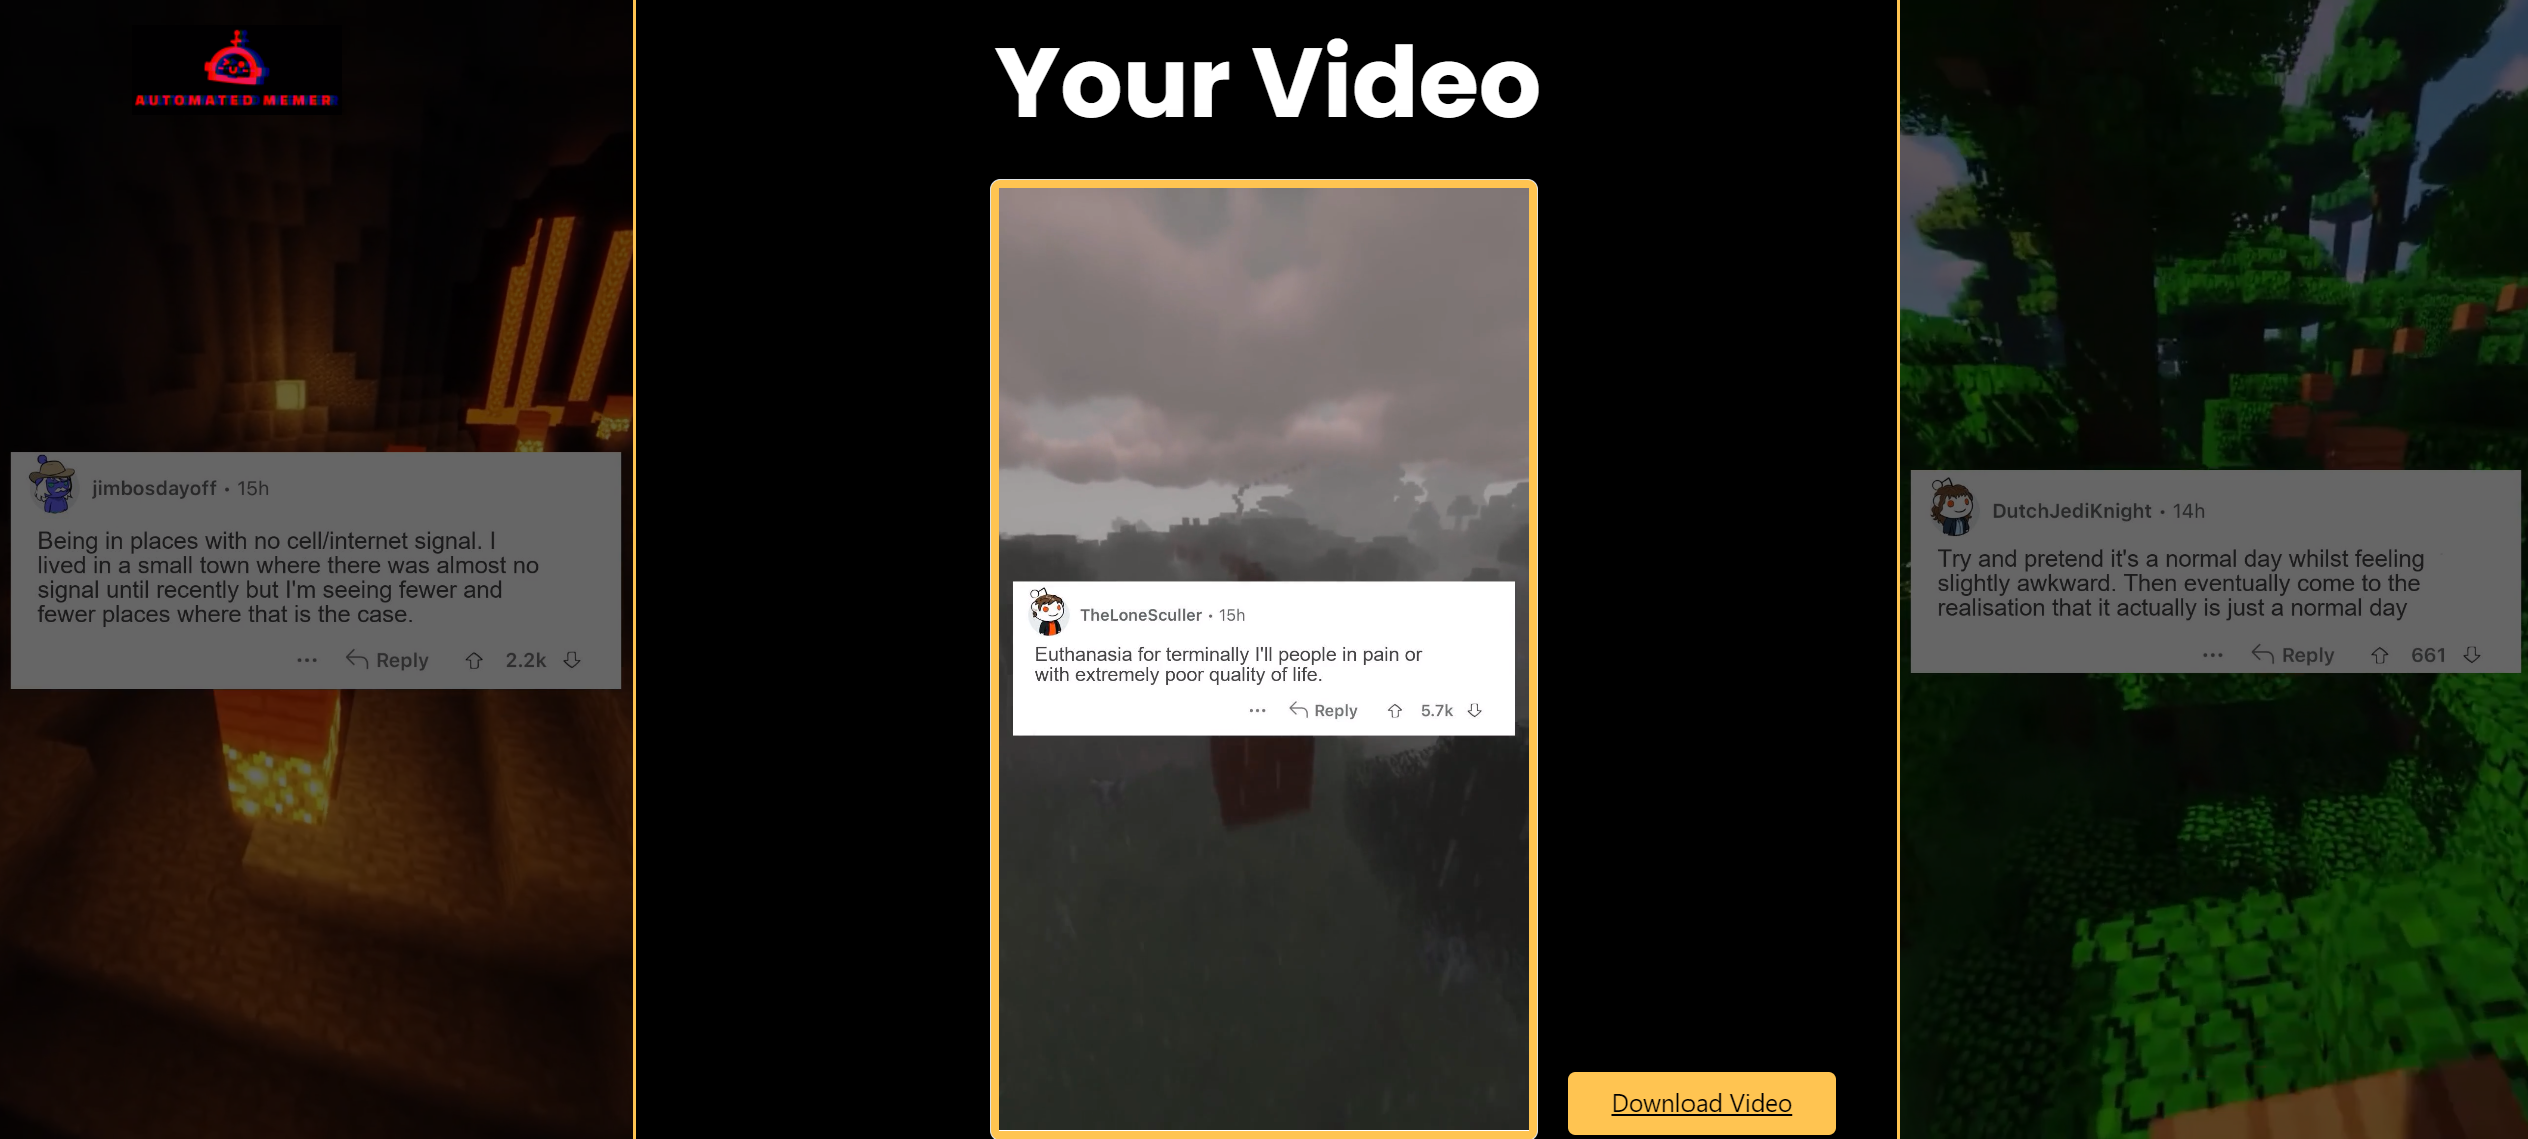 AUTOMATED MEMER
Your Video
jimbosdayoff • 15h
Being in places with no cell/internet signal. I
lived in a small town where there was almost no
signal until recently but I'm seeing fewer and
fewer places where that is the case.
... Reply 2.2k
TheLoneSculler • 15h
Euthanasia for terminally I'll people in pain or
with extremely poor quality of life.
... Reply 5.7k
DutchJediKnight • 14h
Try and pretend it's a normal day whilst feeling
slightly awkward. Then eventually come to the
realisation that it actually is just a normal day
... Reply 661
Download Video